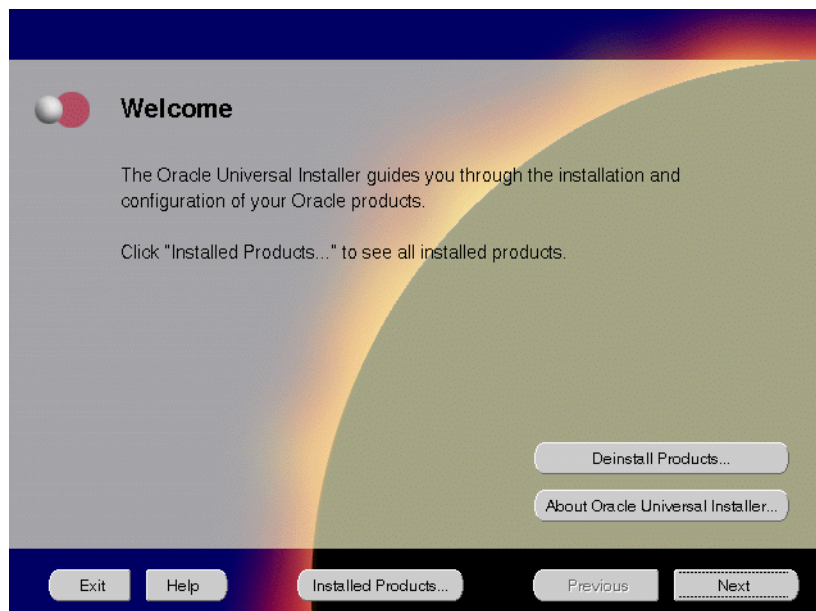 Welcome
The Oracle Universal Installer guides you through the installation and
configuration of your Oracle products.
Click "Installed Products..." to see all installed products.
Deinstall Products...
About Oracle Universal Installer...
Exit
Help
Installed Products...
Previous
Next